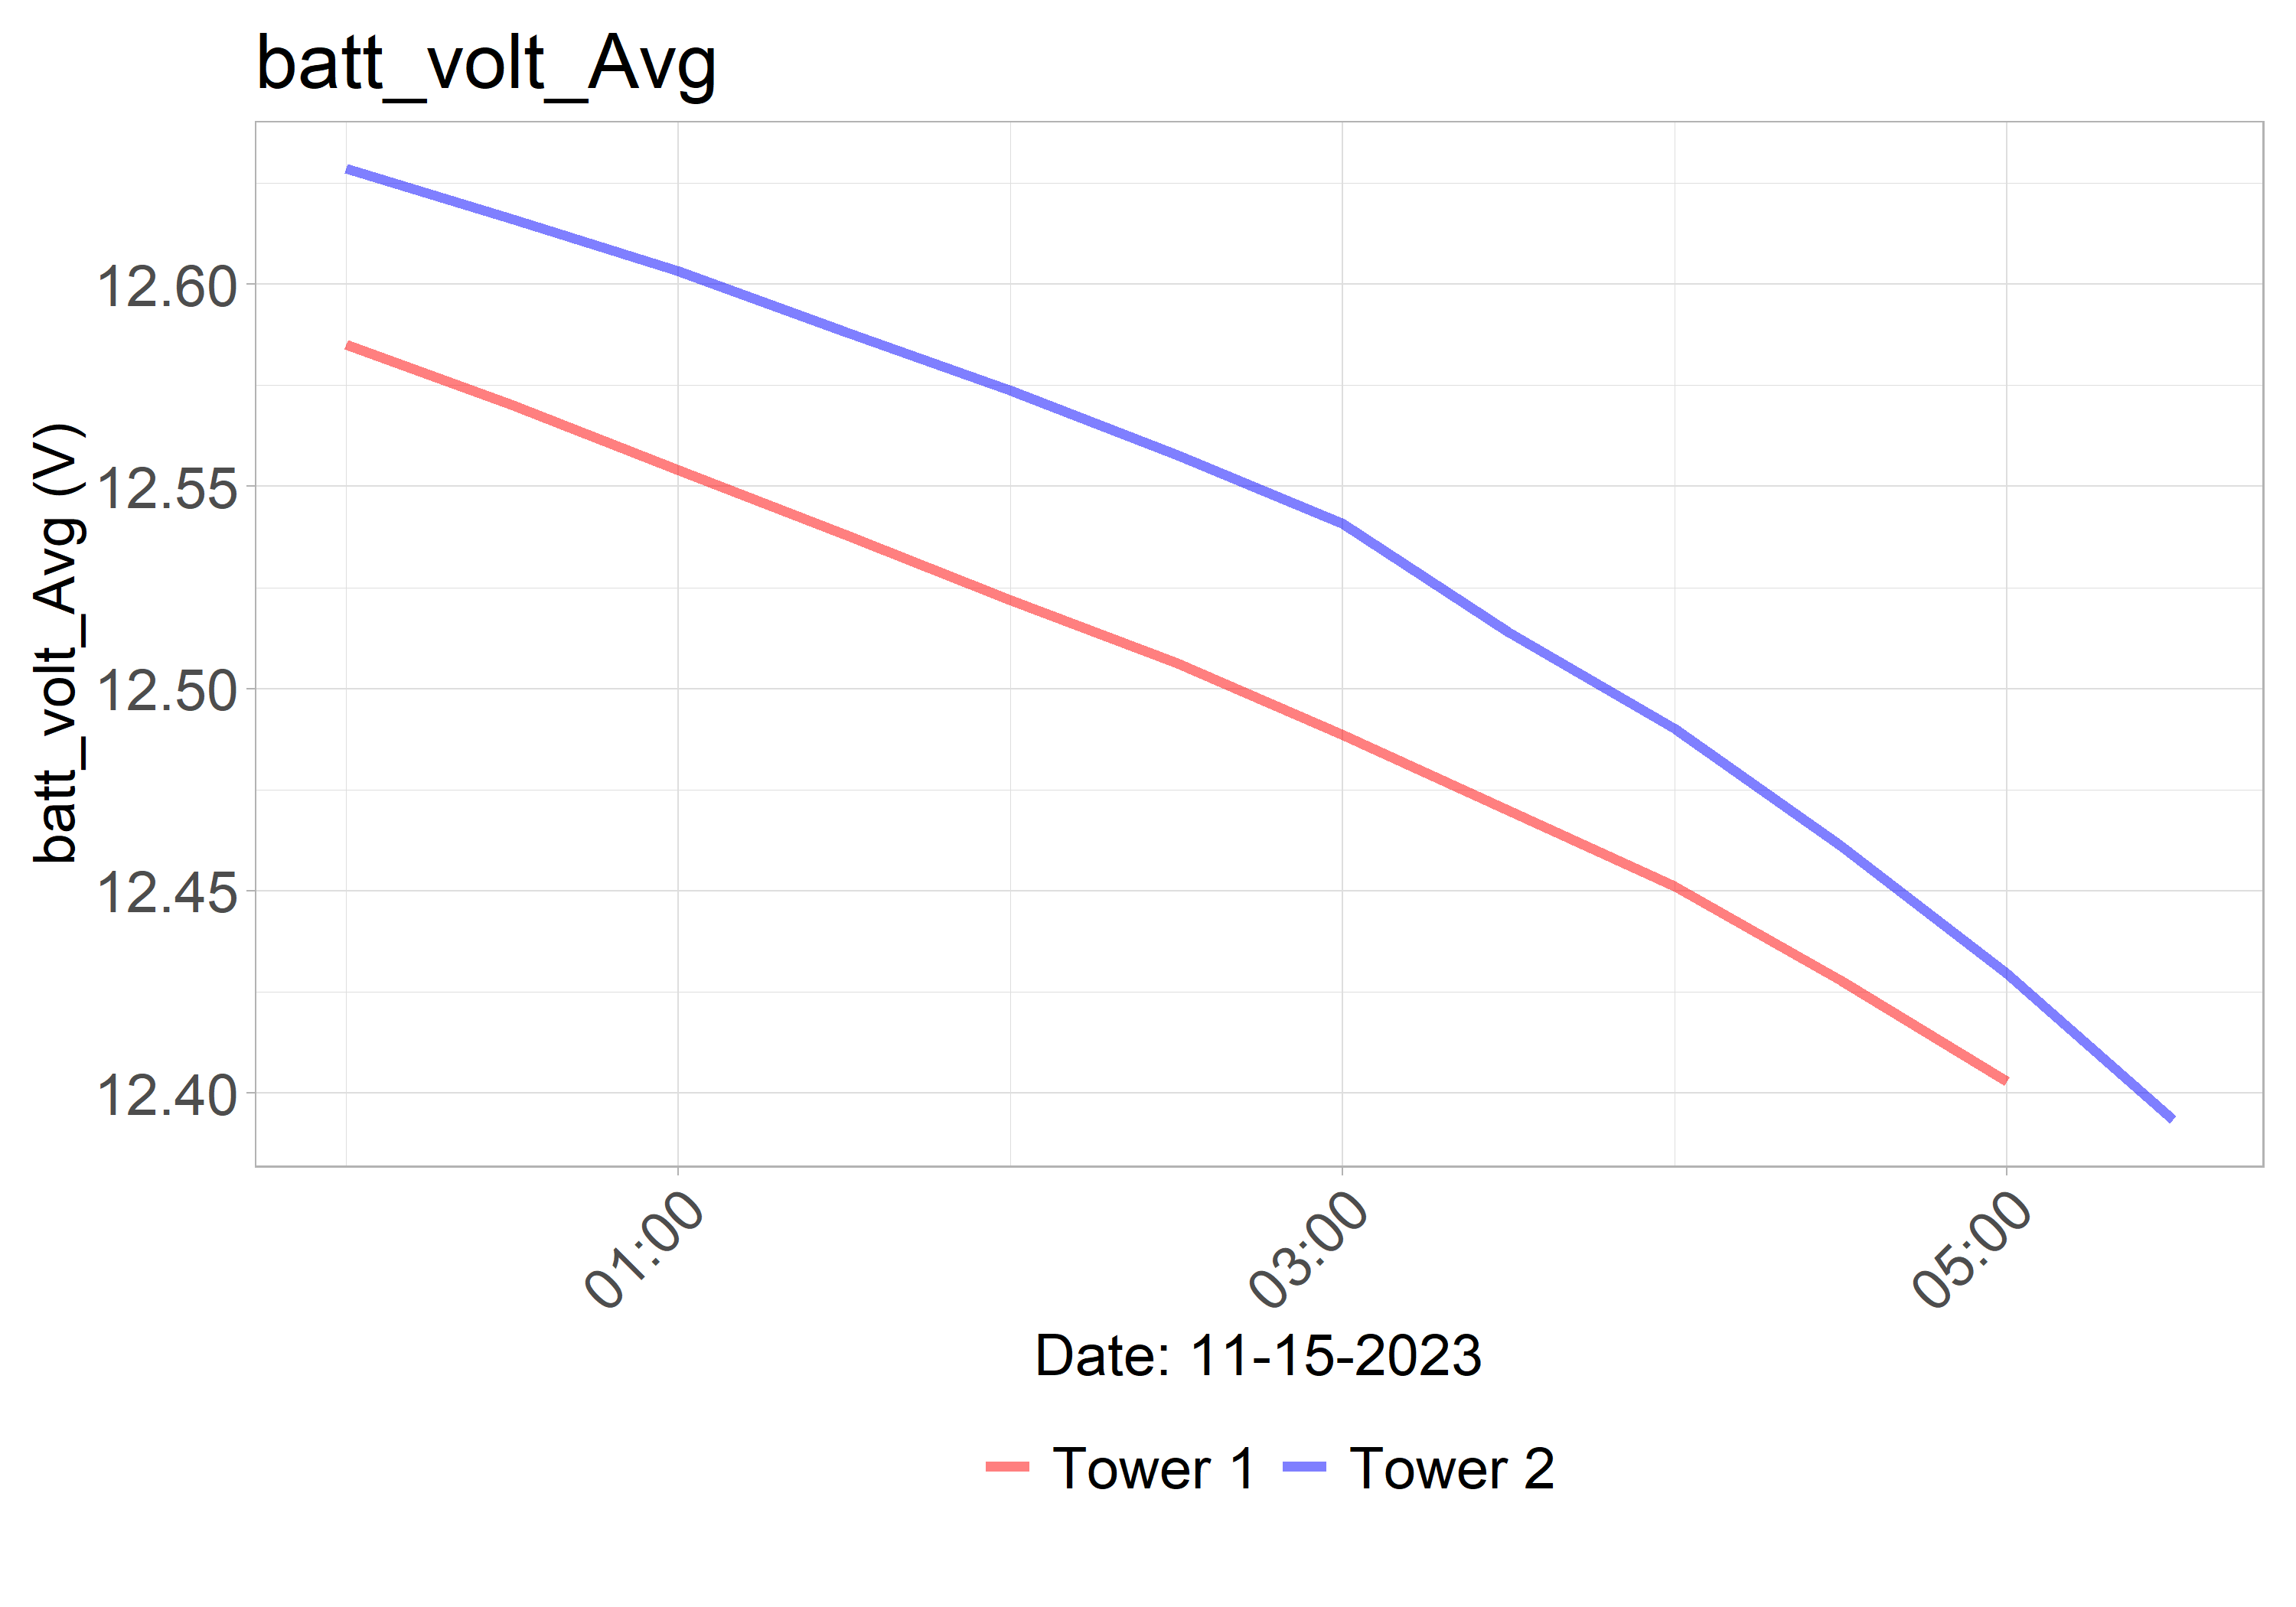 batt_volt_Avg
batt_volt_Avg (V)
12.60
12.55
12.50
12.45
12.40
01:00
03:00
05:00
Date: 11-15-2023
Tower 1
Tower 2